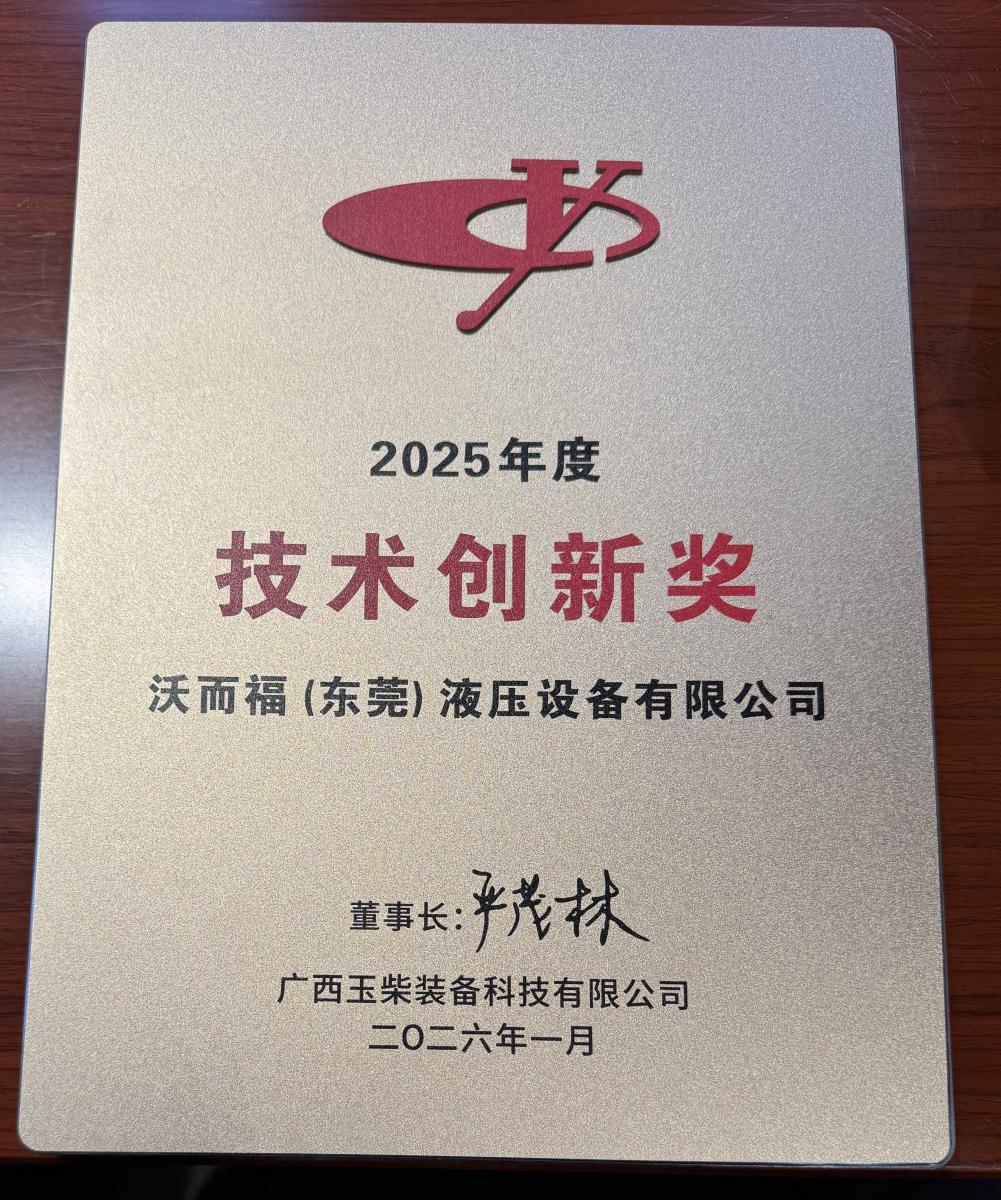 2025年度
技术创新奖
沃而福(东莞)液压设备有限公司
董事长:
广西玉柴装备科技有限公司
二〇二六年一月